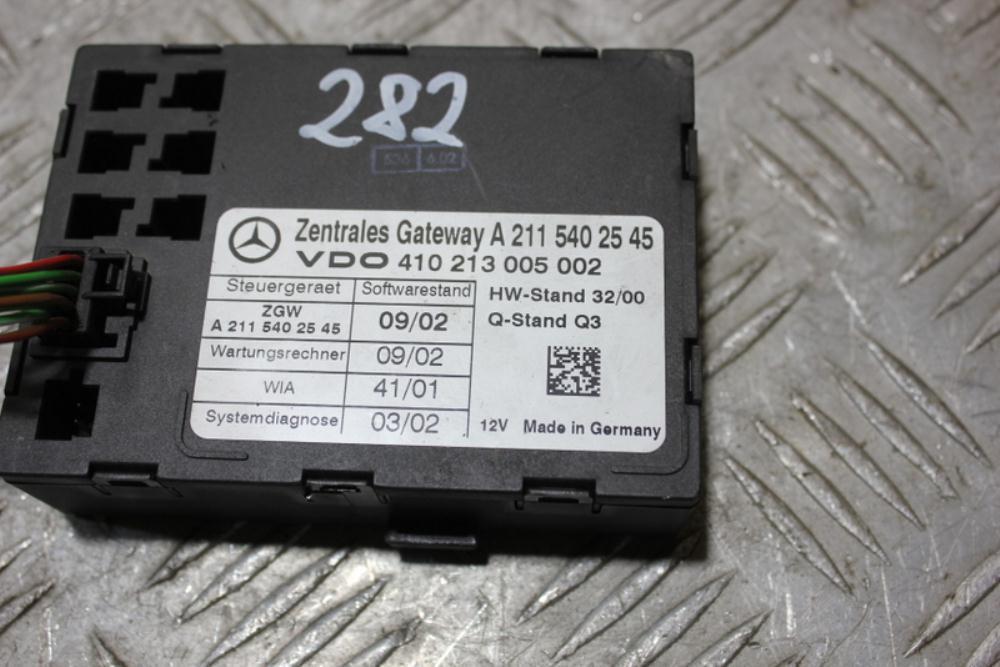 282
6.02
Zentrales Gateway A 211 540 25 45
VDO 410 213 005 002
Steuergeraet Softwarestand
ZGW
A 211 540 25 45 09/02
Wartungsrechner 09/02
WIA 41/01
Systemdiagnose 03/02
HW-Stand 32/00
Q-Stand Q3
12V Made in Germany